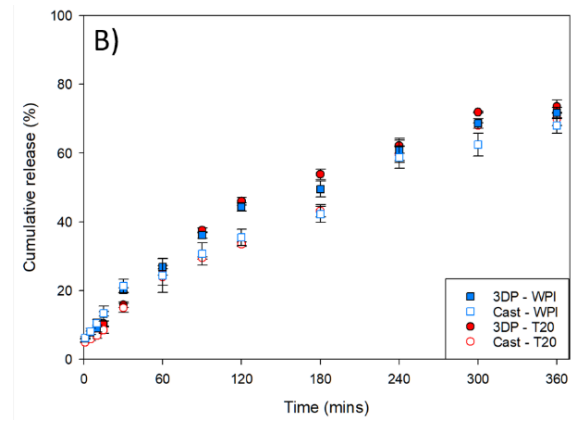 B)
100
80
60
40
20
0
Cumulative release (%)
0 60 120 180 240 300 360
Time (mins)
3DP - WPI
Cast - WPI
3DP - T20
Cast - T20